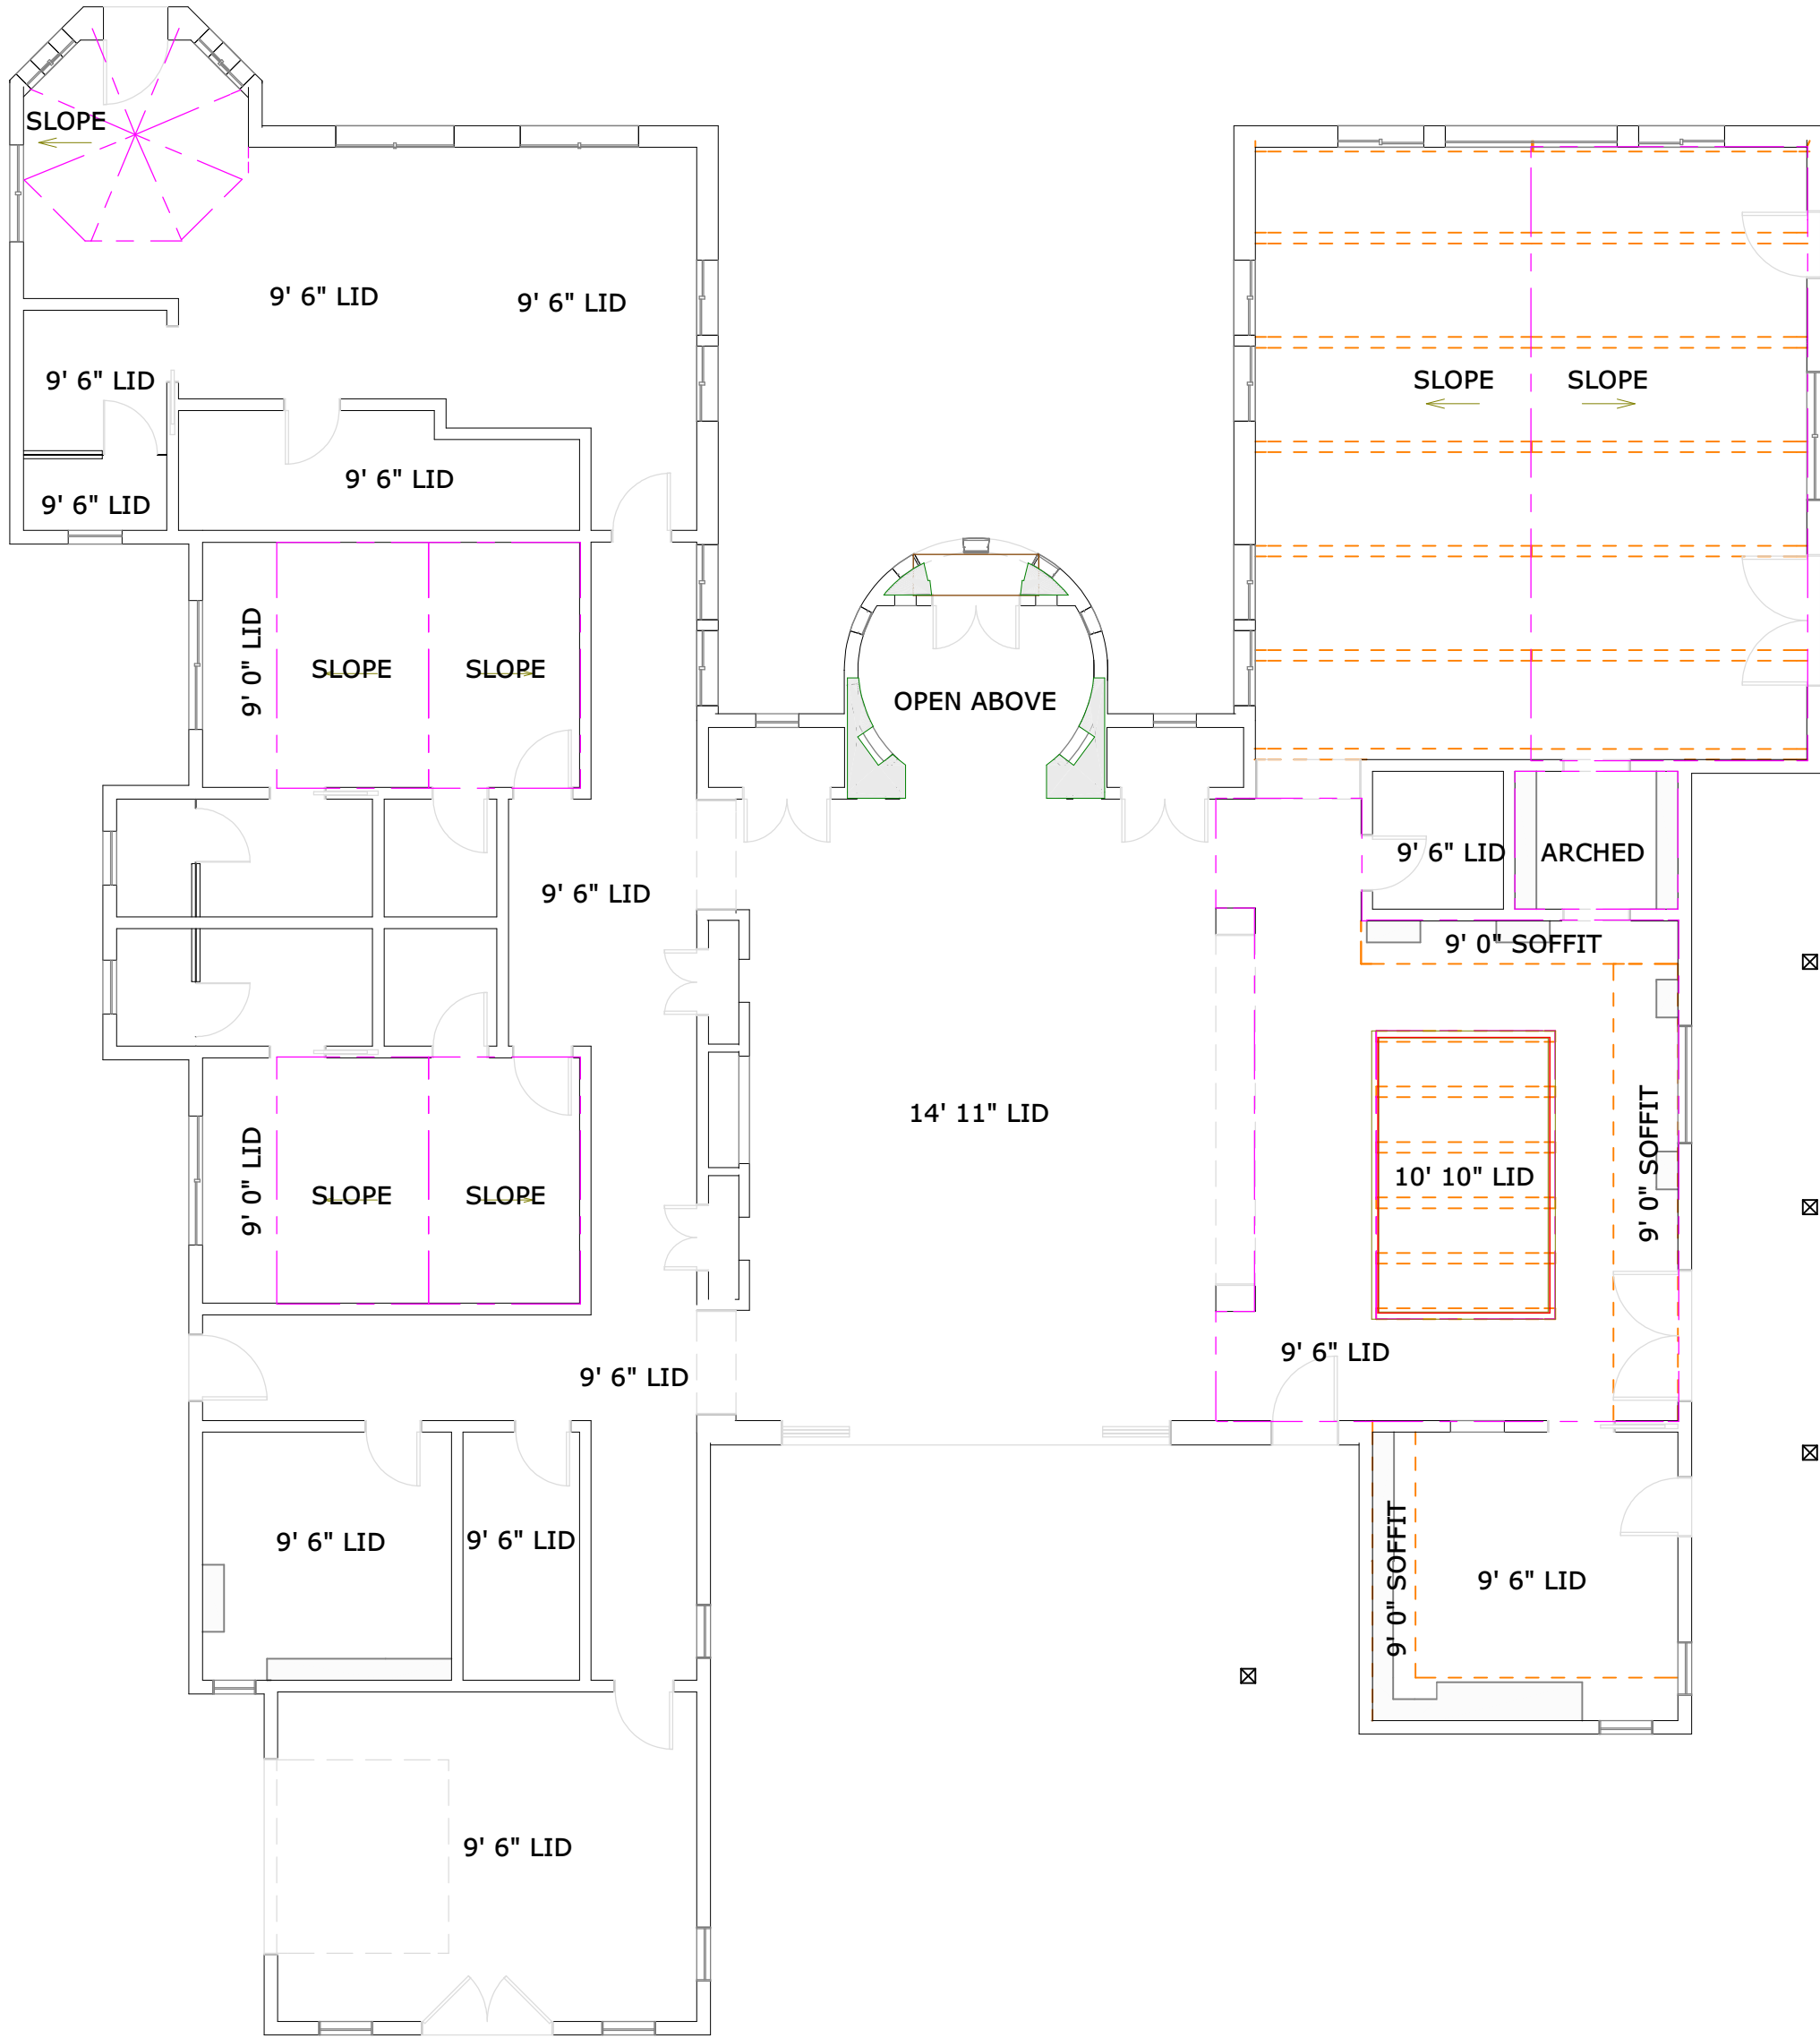 SLOPE
9' 6" LID
9' 6" LID
9' 6" LID
SLOPE
SLOPE
9' 6" LID
9' 6" LID
9' 0" LID
SLOPE
SLOPE
OPEN ABOVE
9' 6" LID
ARCHED
9' 6" LID
9' 0" SOFFIT
14' 11" LID
9' 0" SOFFIT
9' 0" LID
SLOPE
SLOPE
10' 10" LID
9' 6" LID
9' 6" LID
9' 6" LID
9' 6" LID
9' 0" SOFFIT
9' 6" LID
9' 6" LID